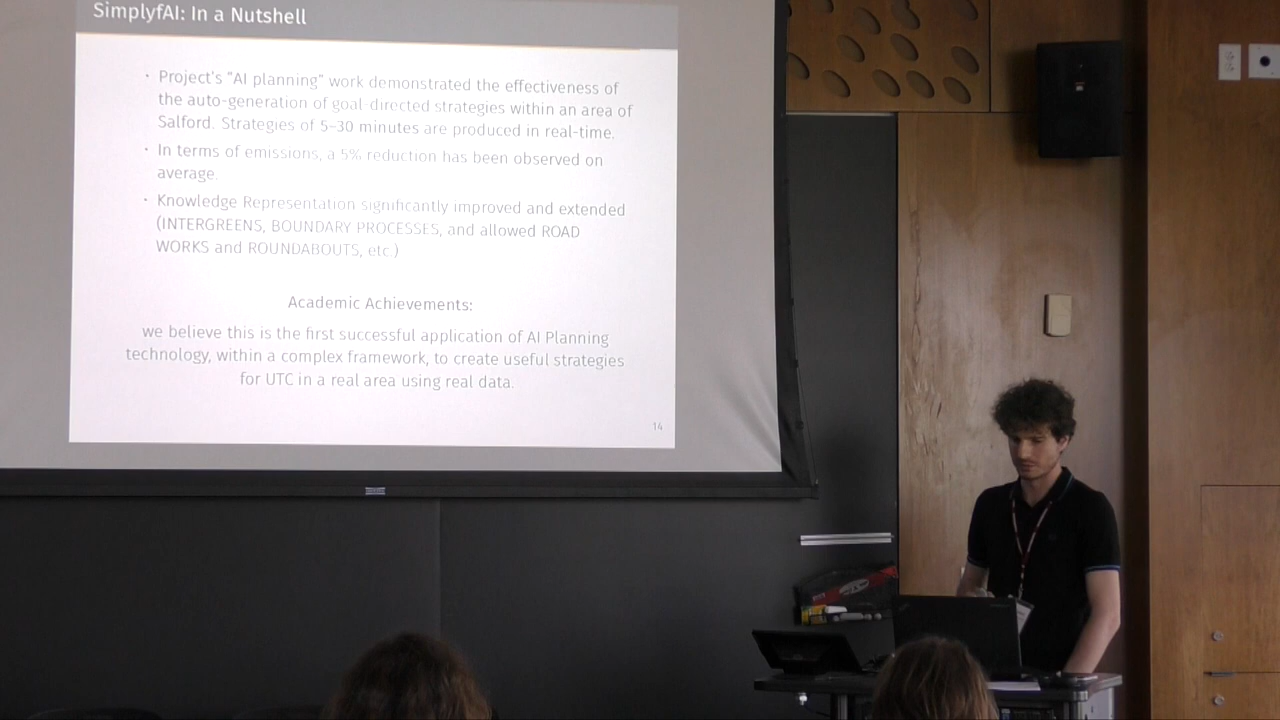 SimplyfAI: In a Nutshell
· Project's "AI planning" work demonstrated the effectiveness of
the auto-generation of goal-directed strategies within an area of
Salford. Strategies of 5–30 minutes are produced in real-time.
· In terms of emissions, a 5% reduction has been observed on
average.
· Knowledge Representation significantly improved and extended
(INTERGREENS, BOUNDARY PROCESSES, and allowed ROAD
WORKS and ROUNDABOUTS, etc.)
Academic Achievements:
we believe this is the first successful application of AI Planning
technology, within a complex framework, to create useful strategies
for UTC in a real area using real data.
14